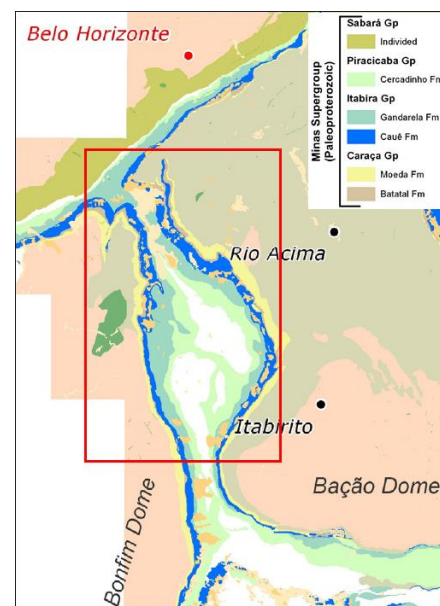 Belo Horizonte
Sabará Gp
Individed
Piracicaba Gp
Cercadinho Fm
Itabira Gp
Gandarela Fm
Cauê Fm
Caraça Gp
Moeda Fm
Batatal Fm
Minas Supergroup
(Paleoproterozoic)
Rio Acima
Itabirito
Bação Dome
Bonfim Dome